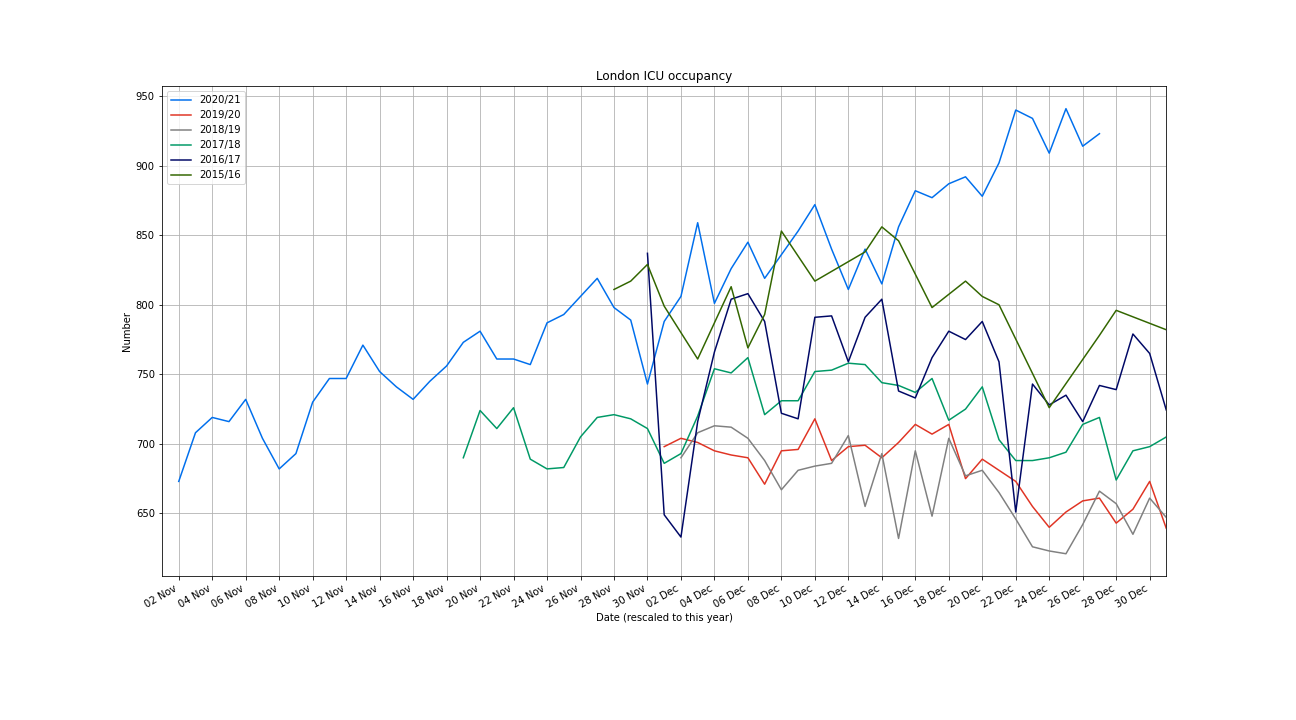 London ICU occupancy
950
900
850
800
750
700
650
Number
2020/21
2019/20
2018/19
2017/18
2016/17
2015/16
02 Nov
04 Nov
06 Nov
08 Nov
10 Nov
12 Nov
14 Nov
16 Nov
18 Nov
20 Nov
22 Nov
24 Nov
26 Nov
28 Nov
30 Nov
02 Dec
04 Dec
06 Dec
08 Dec
10 Dec
12 Dec
14 Dec
16 Dec
18 Dec
20 Dec
22 Dec
24 Dec
26 Dec
28 Dec
30 Dec
Date (rescaled to this year)